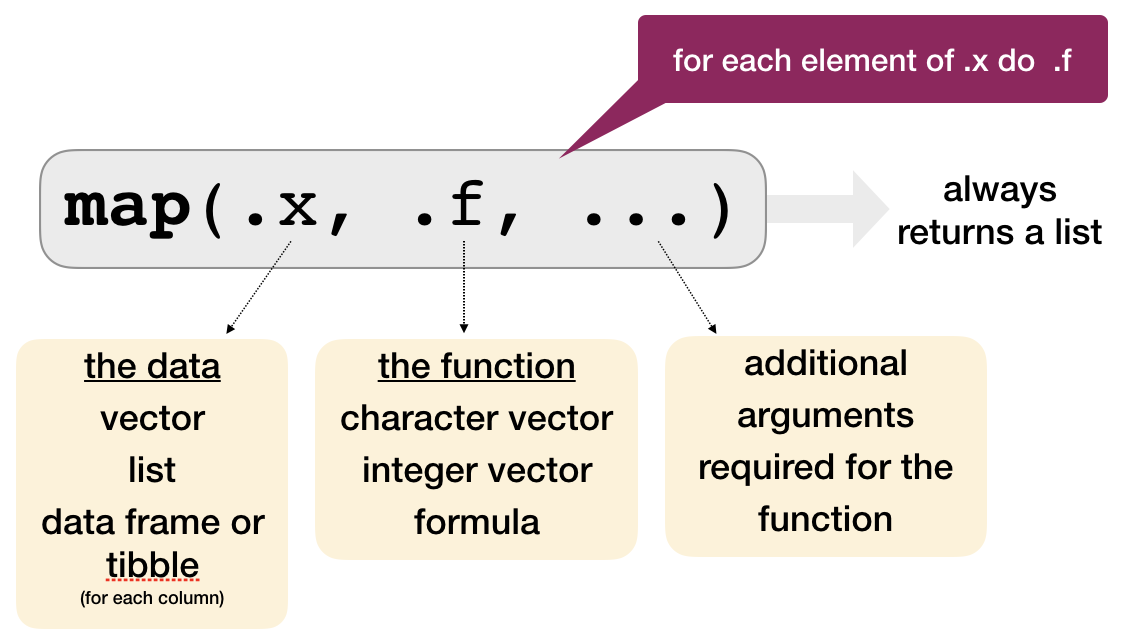 for each element of .x do .f
map(.x, .f, ...)
always
returns a list
the data
vector
list
data frame or
tibble
(for each column)
the function
character vector
integer vector
formula
additional
arguments
required for the
function